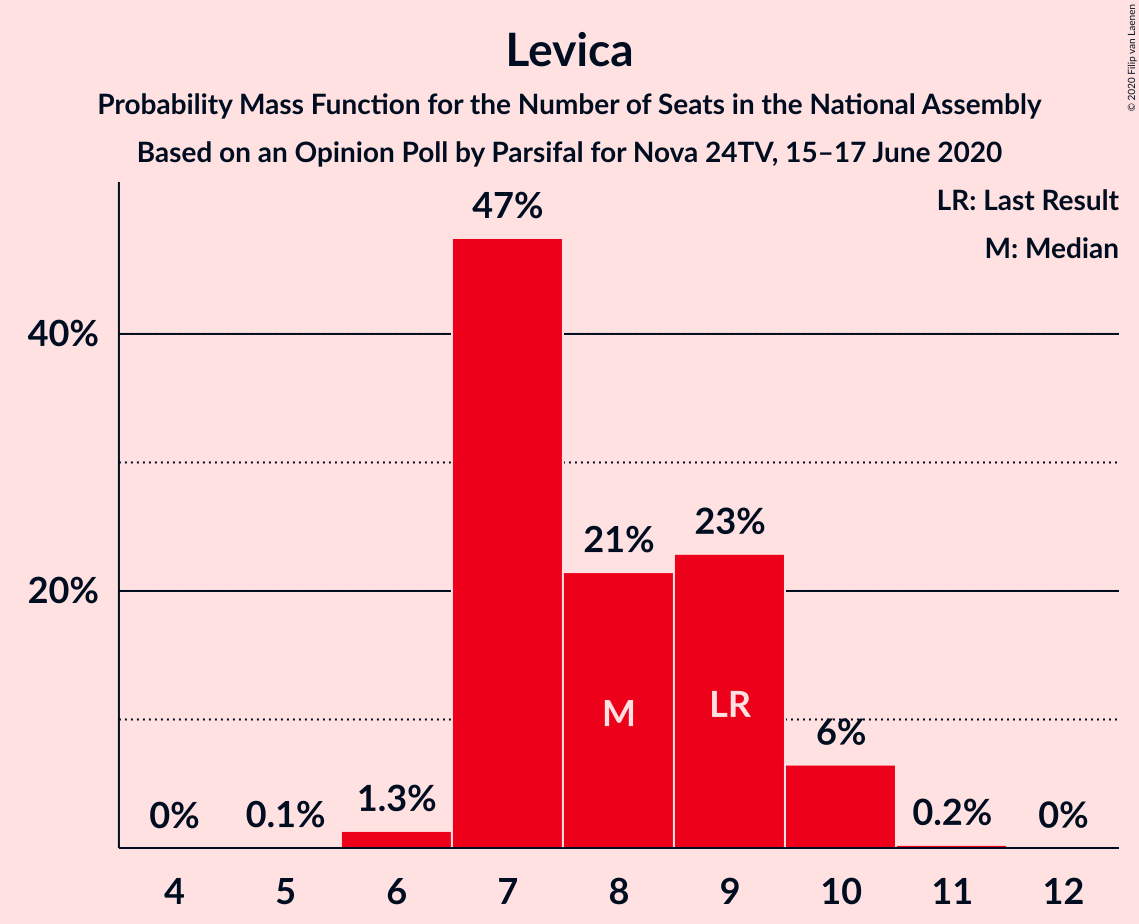 Levica
Probability Mass Function for the Number of Seats in the National Assembly
Based on an Opinion Poll by Parsifal for Nova 24TV, 15–17 June 2020
© 2020 Filip van Laenen
LR: Last Result
M: Median
40%
20%
0%
0.1%
1.3%
47%
21%
23%
6%
0.2%
0%
M
LR
4 5 6 7 8 9 10 11 12